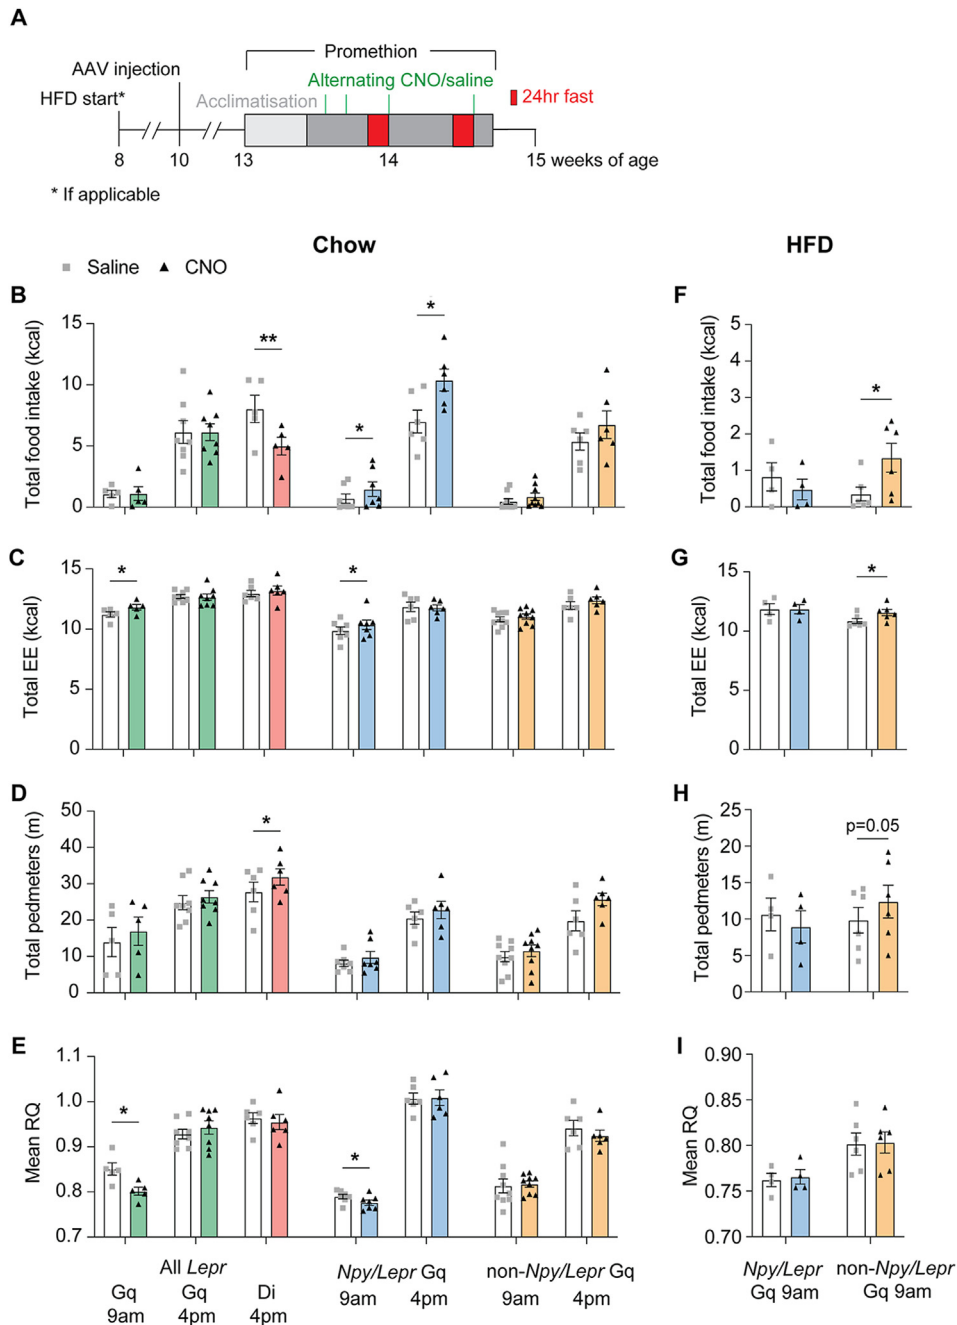 A
Promethion
AAV injection
Alternating CNO/saline
HFD start*
Acclimatisation
24hr fast
8
10
13
14
15 weeks of age
* If applicable
Chow
HFD
Saline
CNO
B
Total food intake (kcal)
15
10
5
0
**
*
*
F
Total food intake (kcal)
5
4
3
2
1
0
*
C
Total EE (kcal)
15
10
5
0
*
*
G
Total EE (kcal)
15
10
5
0
*
D
Total pedmeters (m)
50
40
30
20
10
0
*
H
Total pedmeters (m)
25
20
15
10
5
0
p=0.05
E
Mean RQ
1.1
1.0
0.9
0.8
0.7
*
*
I
Mean RQ
0.90
0.85
0.80
0.75
0.70
All Lepr
Gq
9am
Gq
4pm
Di
4pm
Npy/Lepr Gq
9am
4pm
non-Npy/Lepr Gq
9am
4pm
Npy/Lepr
Gq 9am
non-Npy/Lepr
Gq 9am